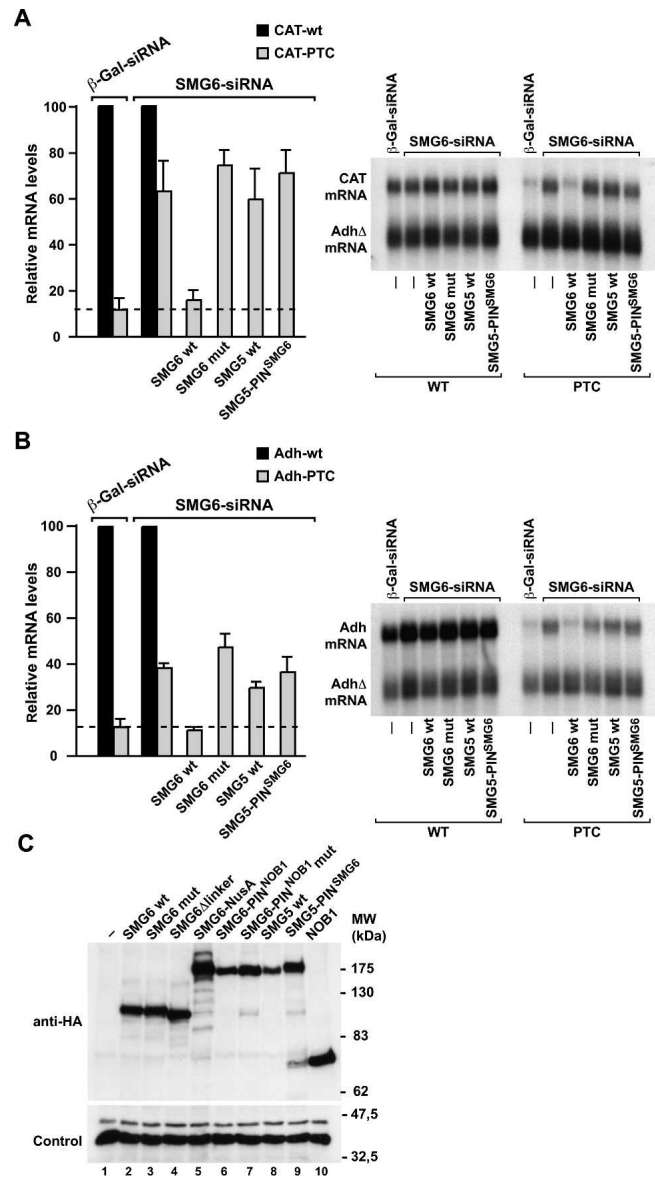 A
CAT-wt
CAT-PTC
β-Gal-siRNA
SMG6-siRNA
Relative mRNA levels
100
80
60
40
20
0
SMG6 wt
SMG6 mut
SMG5 wt
SMG5-PIN^SMG6
β-Gal-siRNA
SMG6-siRNA
β-Gal-siRNA
SMG6-siRNA
CAT
mRNA
AdhΔ
mRNA
–
–
SMG6 wt
SMG6 mut
SMG5 wt
SMG5-PIN^SMG6
–
–
SMG6 wt
SMG6 mut
SMG5 wt
SMG5-PIN^SMG6
WT
PTC
B
Adh-wt
Adh-PTC
β-Gal-siRNA
SMG6-siRNA
Relative mRNA levels
100
80
60
40
20
0
SMG6 wt
SMG6 mut
SMG5 wt
SMG5-PIN^SMG6
β-Gal-siRNA
SMG6-siRNA
β-Gal-siRNA
SMG6-siRNA
Adh
mRNA
AdhΔ
mRNA
–
–
SMG6 wt
SMG6 mut
SMG5 wt
SMG5-PIN^SMG6
–
–
SMG6 wt
SMG6 mut
SMG5 wt
SMG5-PIN^SMG6
WT
PTC
C
–
SMG6 wt
SMG6 mut
SMG6Δlinker
SMG6-NusA
SMG6-PIN^NOB1
SMG6-PIN^NOB1 mut
SMG5 wt
SMG5-PIN^SMG6
NOB1
MW
(kDa)
anti-HA
- 175
- 130
- 83
- 62
- 47,5
Control
- 32,5
1 2 3 4 5 6 7 8 9 10